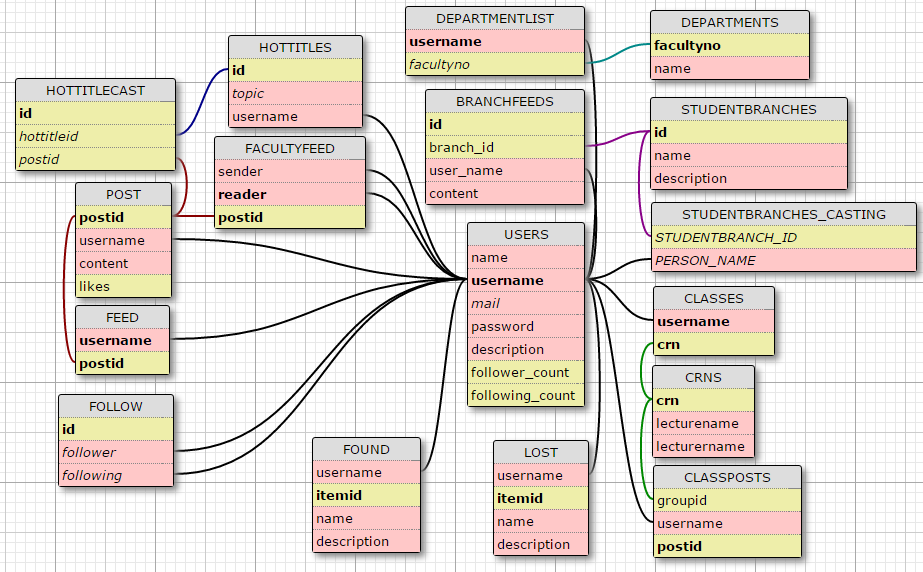 DEPARTMENTLIST
username
facultyno
DEPARTMENTS
facultyno
name
HOTTITLES
id
topic
username
HOTTITLECAST
id
hottitleid
postid
BRANCHFEEDS
id
branch_id
user_name
content
STUDENTBRANCHES
id
name
description
FACULTYFEED
sender
reader
postid
POST
postid
username
content
likes
STUDENTBRANCHES_CASTING
STUDENTBRANCH_ID
PERSON_NAME
USERS
name
username
mail
password
description
follower_count
following_count
CLASSES
username
crn
FEED
username
postid
CRNS
crn
lecturename
lecturername
FOLLOW
id
follower
following
FOUND
username
itemid
name
description
LOST
username
itemid
name
description
CLASSPOSTS
groupid
username
postid